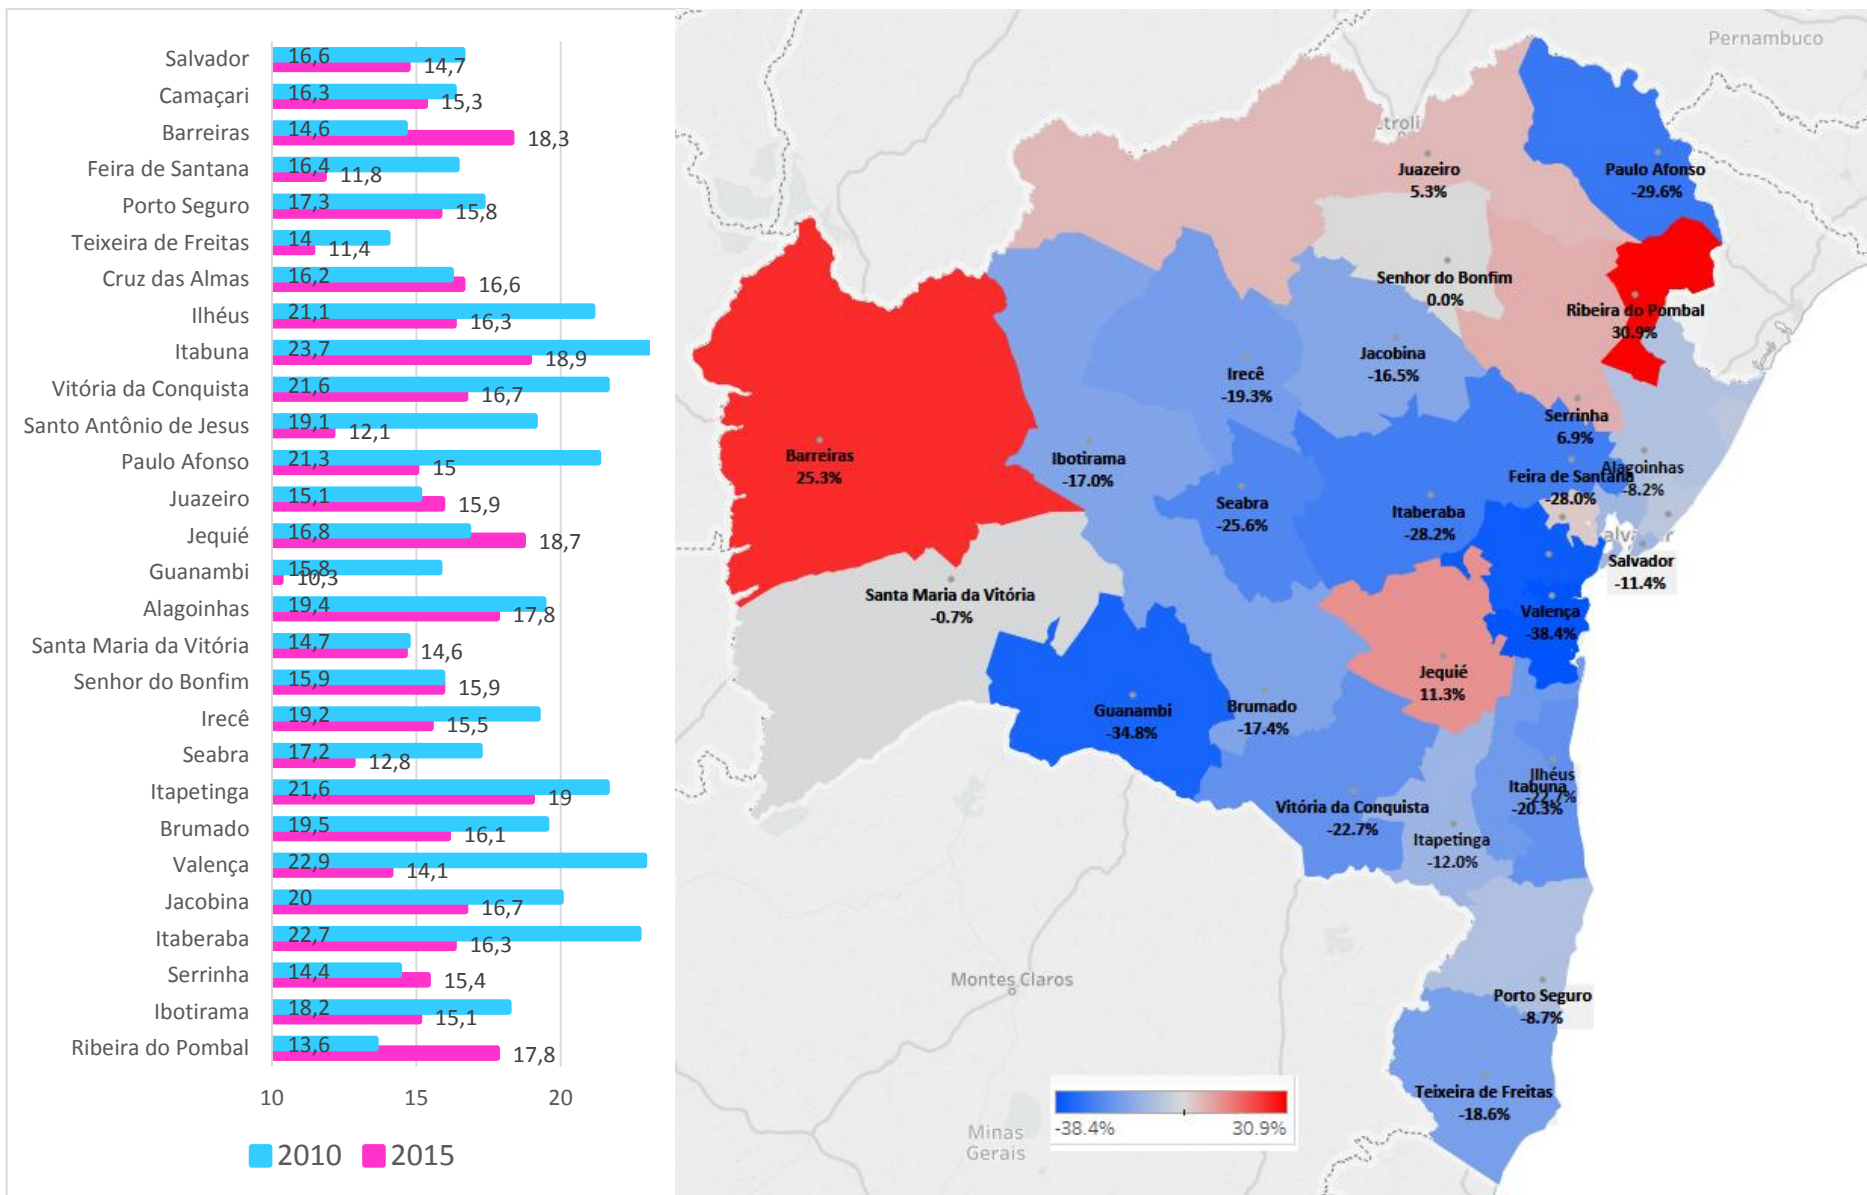 Salvador 16,6 14,7
Camaçari 16,3 15,3
Barreiras 14,6 18,3
Feira de Santana 16,4 11,8
Porto Seguro 17,3 15,8
Teixeira de Freitas 14 11,4
Cruz das Almas 16,2 16,6
Ilhéus 21,1 16,3
Itabuna 23,7 18,9
Vitória da Conquista 21,6 16,7
Santo Antônio de Jesus 19,1 12,1
Paulo Afonso 21,3 15
Juazeiro 15,1 15,9
Jequié 16,8 18,7
Guanambi 15,8 10,3
Alagoinhas 19,4 17,8
Santa Maria da Vitória 14,7 14,6
Senhor do Bonfim 15,9 15,9
Irecê 19,2 15,5
Seabra 17,2 12,8
Itapetinga 21,6 19
Brumado 19,5 16,1
Valença 22,9 14,1
Jacobina 20 16,7
Itaberaba 22,7 16,3
Serrinha 14,4 15,4
Ibotirama 18,2 15,1
Ribeira do Pombal 13,6 17,8
10 15 20
2010 2015
Pernambuco
Juazeiro
5.3%
Paulo Afonso
-29.6%
Senhor do Bonfim
0.0%
Ribeira do Pombal
30.9%
Jacobina
-16.5%
Irecê
-19.3%
Serrinha
6.9%
Barreiras
25.3%
Ibotirama
-17.0%
Feira de Santana
-28.0%
Alagoinhas
-8.2%
Seabra
-25.6%
Itaberaba
-28.2%
Salvador
-11.4%
Santa Maria da Vitória
-0.7%
Valença
-38.4%
Jequié
11.3%
Guanambi
-34.8%
Brumado
-17.4%
Ilhéus
-22.7%
Itabuna
-20.3%
Vitória da Conquista
-22.7%
Itapetinga
-12.0%
Montes Claros
Porto Seguro
-8.7%
Teixeira de Freitas
-18.6%
-38.4% 30.9%
Minas
Gerais